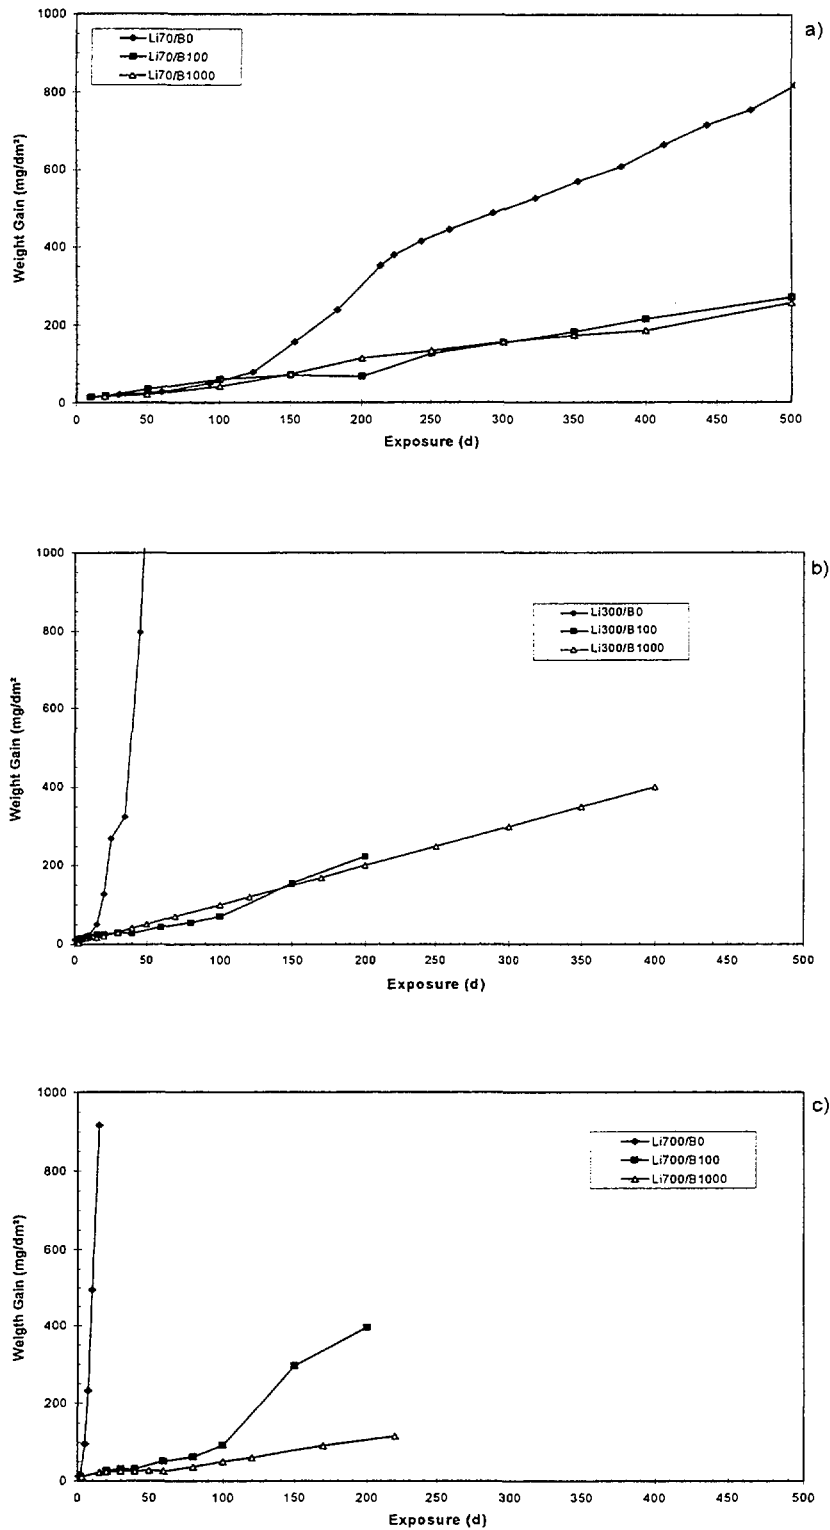 a)
Li70/B0
Li70/B100
Li70/B1000
1000
800
600
400
200
0
Weight Gain (mg/dm²)
0 50 100 150 200 250 300 350 400 450 500
Exposure (d)
b)
Li300/B0
Li300/B100
Li300/B1000
1000
800
600
400
200
0
Weight Gain (mg/dm²
0 50 100 150 200 250 300 350 400 450 500
Exposure (d)
c)
Li700/B0
Li700/B100
Li700/B1000
1000
800
600
400
200
0
Weigth Gain (mg/dm²)
0 50 100 150 200 250 300 350 400 450 500
Exposure (d)